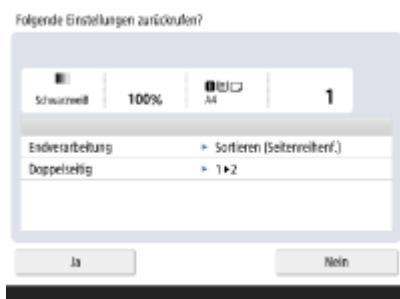 Folgende Einstellungen zurückrufen?
Schwarzweiß 100% A4 1
Endverarbeitung ▸ Sortieren (Seitenreihenf.)
Doppelseitig ▸ 1▸2
Ja Nein